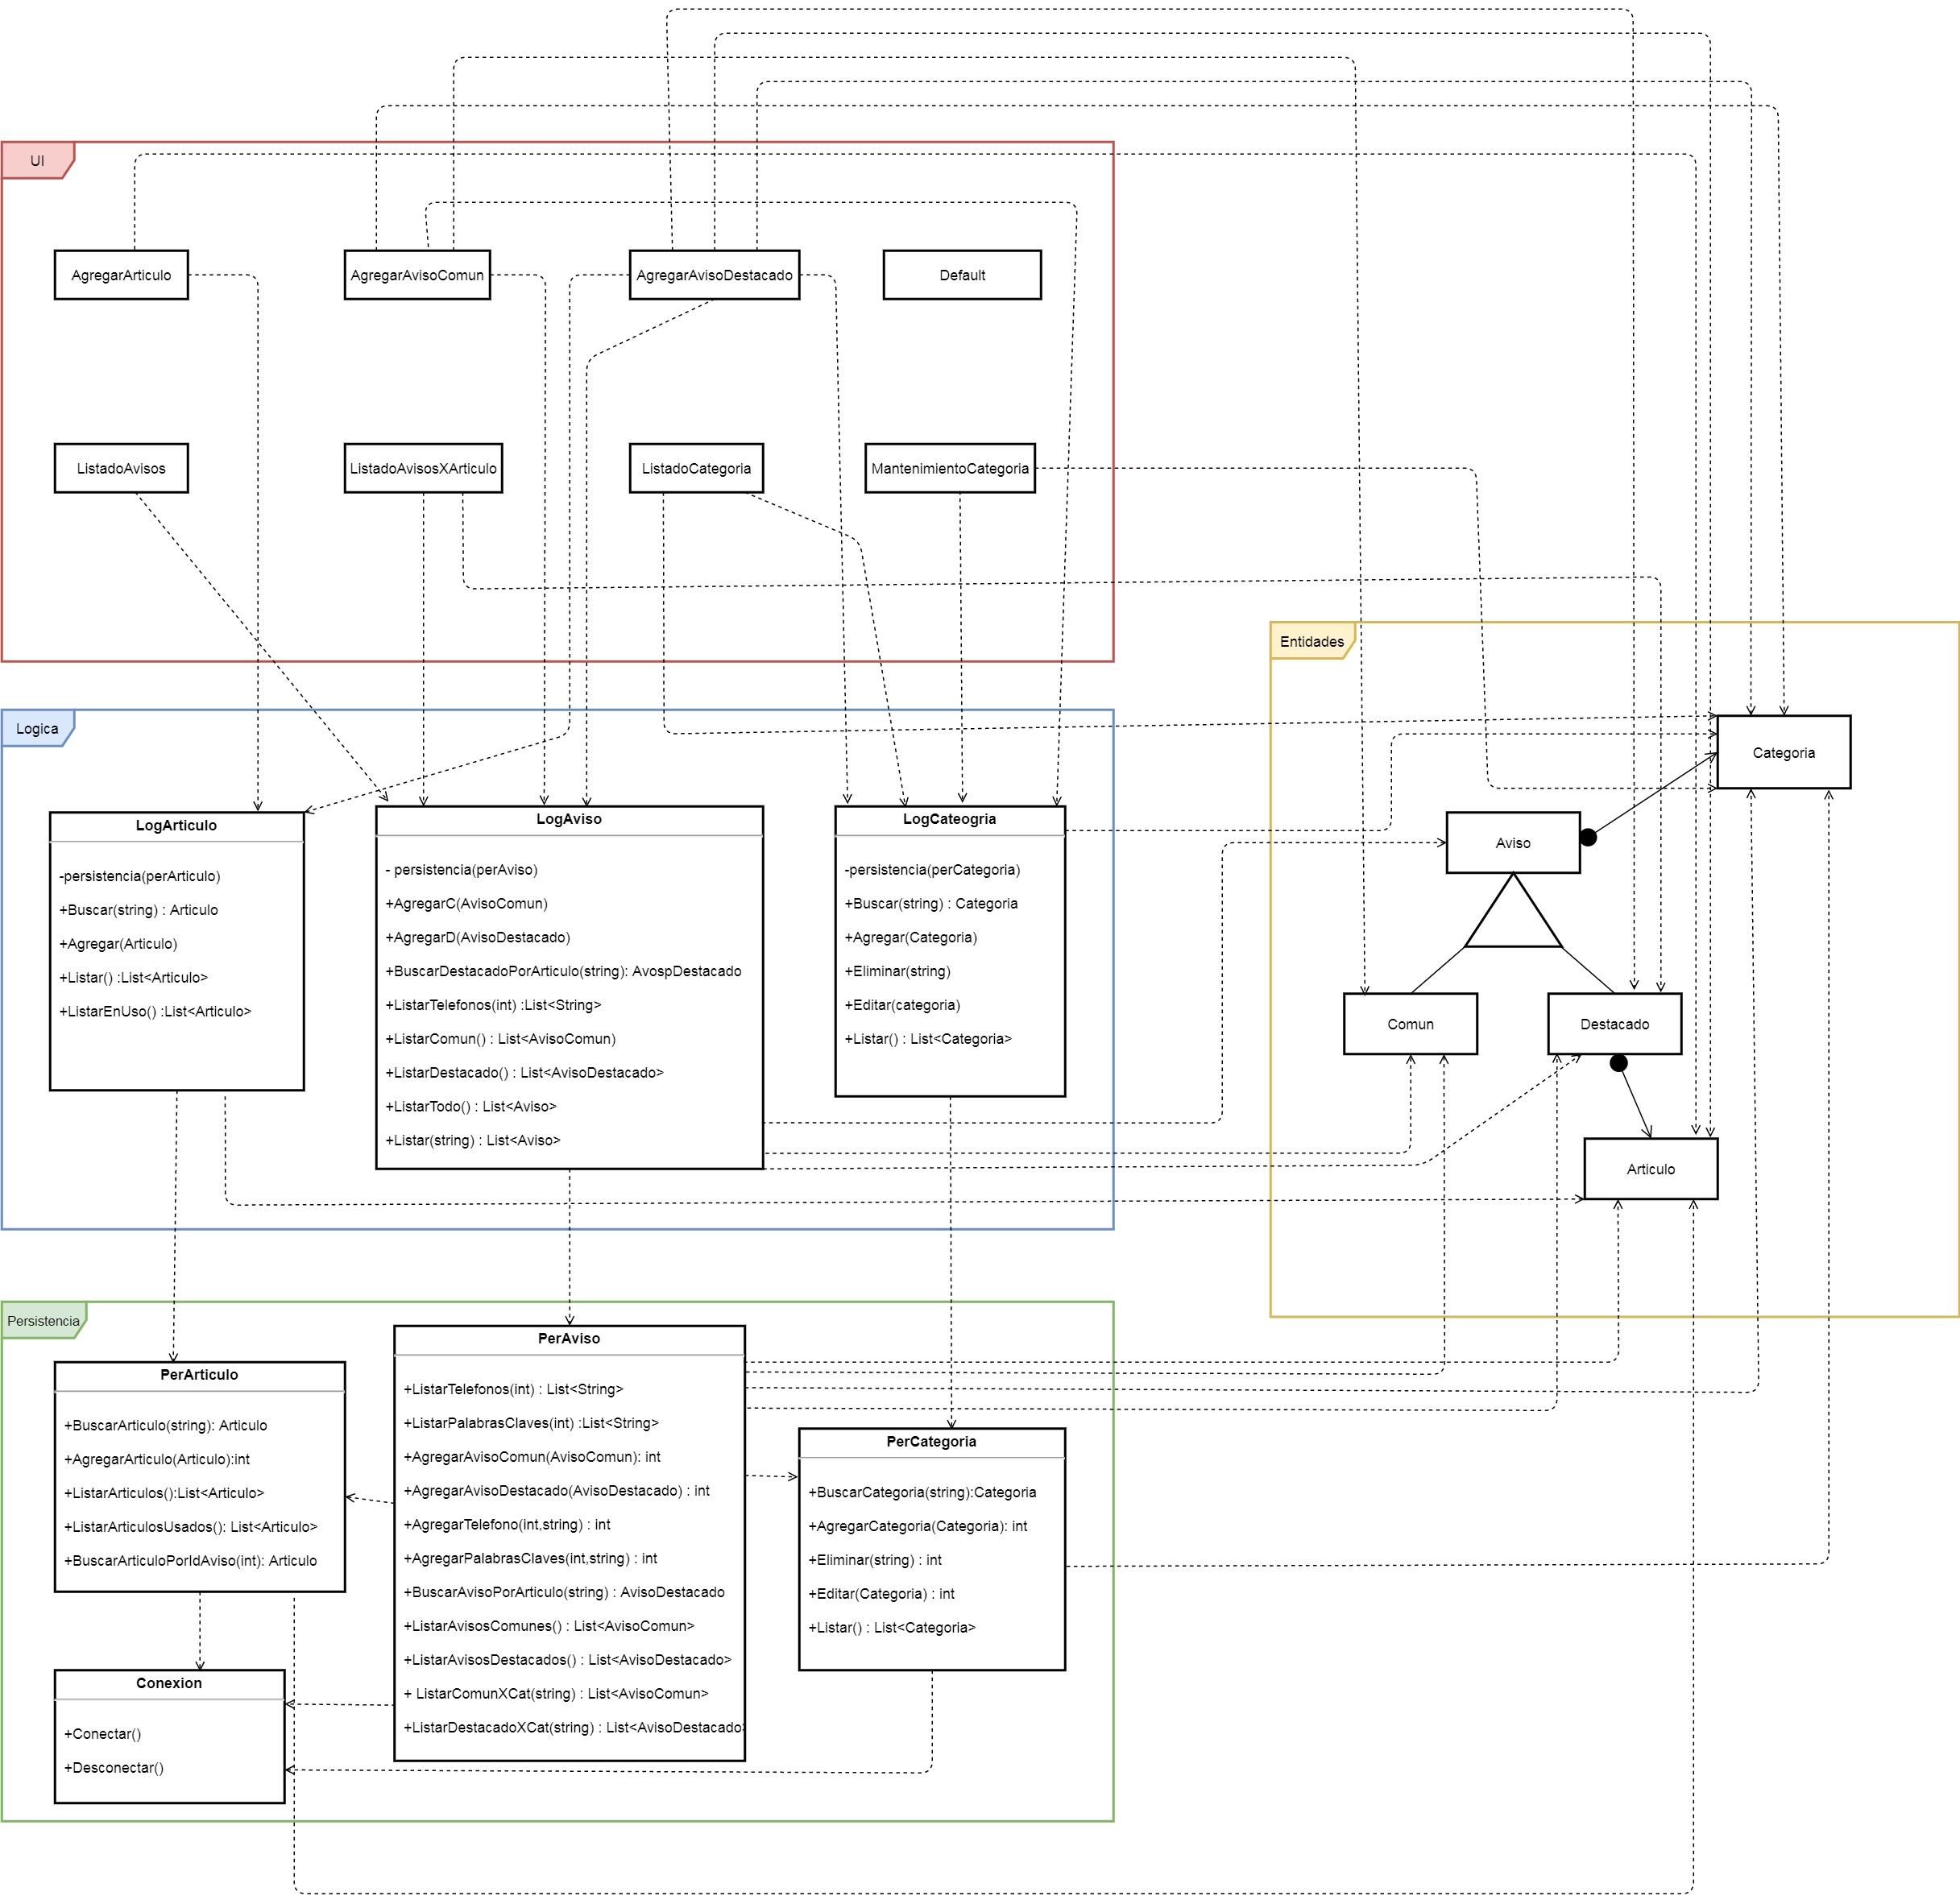 UI
AgregarArticulo
AgregarAvisoComun
AgregarAvisoDestacado
Default
ListadoAvisos
ListadoAvisosXArticulo
ListadoCategoria
MantenimientoCategoria
Entidades
Categoria
Aviso
Comun
Destacado
Articulo
Logica
LogArticulo
-persistencia(perArticulo)
+Buscar(string) : Articulo
+Agregar(Articulo)
+Listar() :List<Articulo>
+ListarEnUso() :List<Articulo>
LogAviso
- persistencia(perAviso)
+AgregarC(AvisoComun)
+AgregarD(AvisoDestacado)
+BuscarDestacadoPorArticulo(string): AvospDestacado
+ListarTelefonos(int) :List<String>
+ListarComun() : List<AvisoComun)
+ListarDestacado() : List<AvisoDestacado>
+ListarTodo() : List<Aviso>
+Listar(string) : List<Aviso>
LogCateogria
-persistencia(perCategoria)
+Buscar(string) : Categoria
+Agregar(Categoria)
+Eliminar(string)
+Editar(categoria)
+Listar() : List<Categoria>
Persistencia
PerArticulo
+BuscarArticulo(string): Articulo
+AgregarArticulo(Articulo):int
+ListarArticulos():List<Articulo>
+ListarArticulosUsados(): List<Articulo>
+BuscarArticuloPorIdAviso(int): Articulo
Conexion
+Conectar()
+Desconectar()
PerAviso
+ListarTelefonos(int) : List<String>
+ListarPalabrasClaves(int) :List<String>
+AgregarAvisoComun(AvisoComun): int
+AgregarAvisoDestacado(AvisoDestacado) : int
+AgregarTelefono(int,string) : int
+AgregarPalabrasClaves(int,string) : int
+BuscarAvisoPorArticulo(string) : AvisoDestacado
+ListarAvisosComunes() : List<AvisoComun>
+ListarAvisosDestacados() : List<AvisoDestacado>
+ ListarComunXCat(string) : List<AvisoComun>
+ListarDestacadoXCat(string) : List<AvisoDestacado>
PerCategoria
+BuscarCategoria(string):Categoria
+AgregarCategoria(Categoria): int
+Eliminar(string) : int
+Editar(Categoria) : int
+Listar() : List<Categoria>